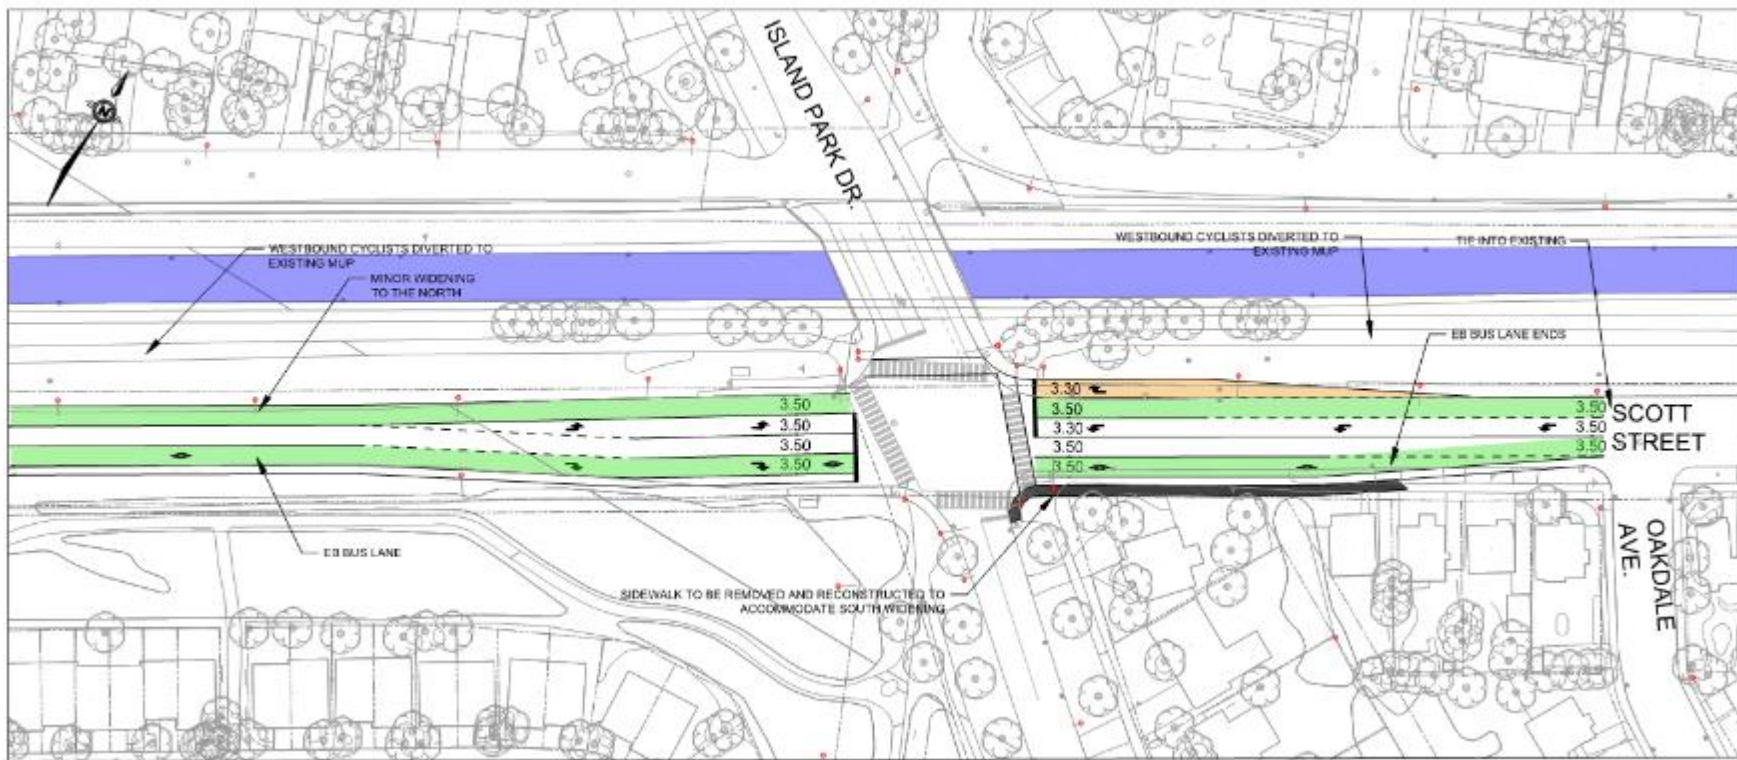 ISLAND PARK DR.
N
WESTBOUND CYCLISTS DIVERTED TO
EXISTING MUP
MINOR WIDENING
TO THE NORTH
WESTBOUND CYCLISTS DIVERTED TO
EXISTING MUP
TIE INTO EXISTING
EB BUS LANE ENDS
3.50
3.50
3.50
3.50
3.30
3.50
3.30
3.50
3.50
3.50
3.50
3.50
SCOTT
STREET
EB BUS LANE
SIDEWALK TO BE REMOVED AND RECONSTRUCTED TO
ACCOMMODATE SOUTH WIDENING
OAKDALE
AVE.